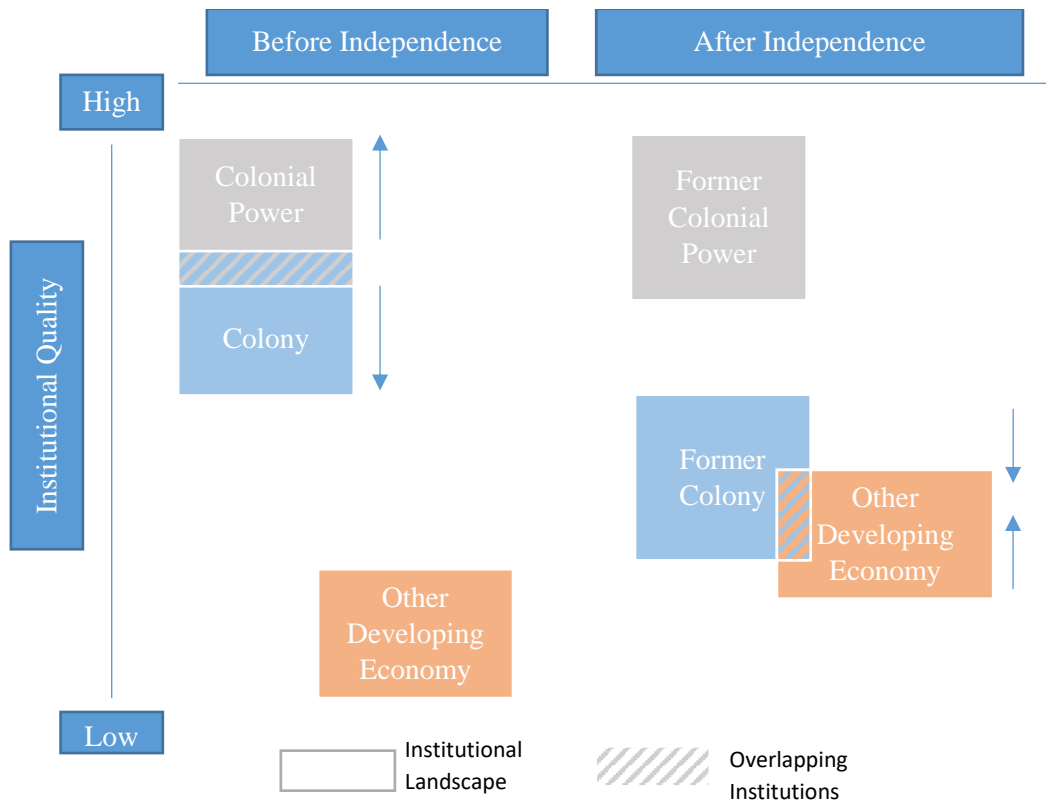 Before Independence
After Independence
High
Colonial
Power
Former
Colonial
Power
Institutional Quality
Colony
Former
Colony
Other
Developing
Economy
Other
Developing
Economy
Low
Institutional
Landscape
Overlapping
Institutions